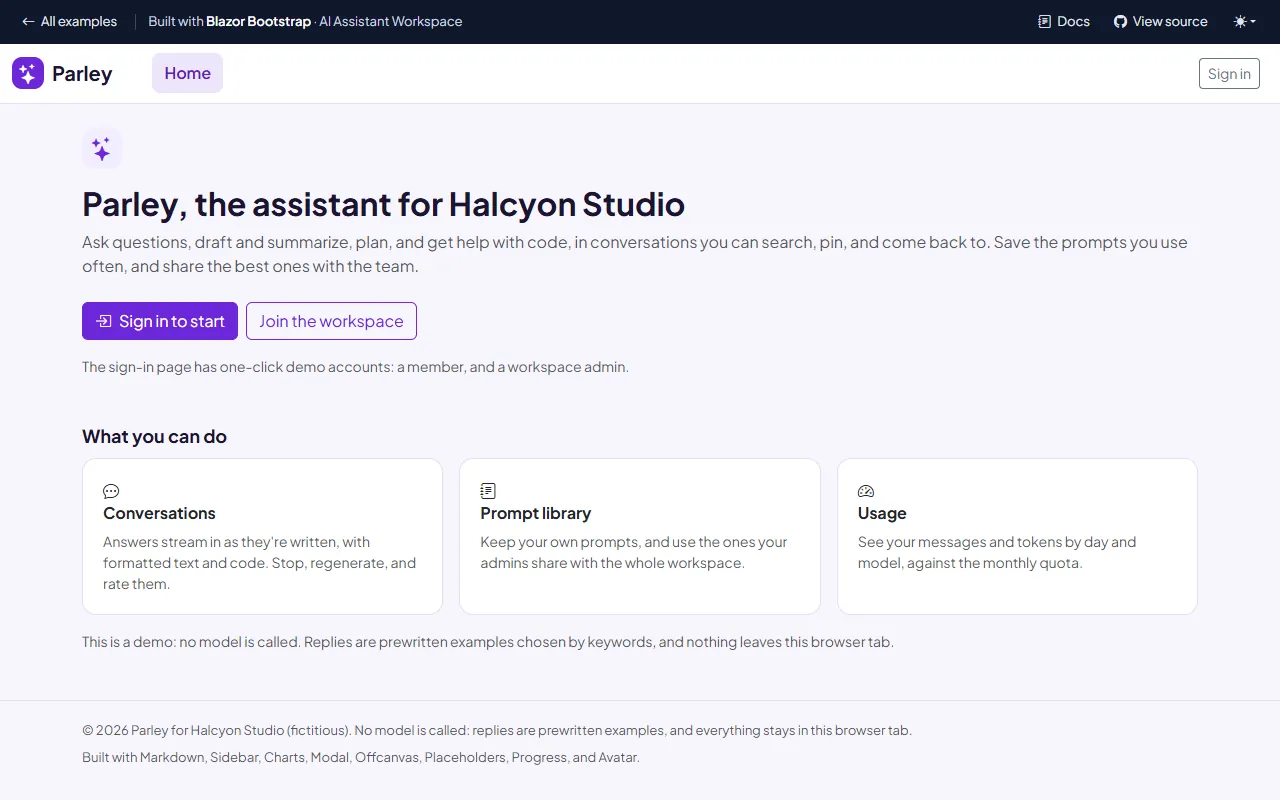 All examples
Built with Blazor Bootstrap · AI Assistant Workspace
Docs
View source
Parley
Home
Sign in
Parley, the assistant for Halcyon Studio
Ask questions, draft and summarize, plan, and get help with code, in conversations you can search, pin, and come back to. Save the prompts you use
often, and share the best ones with the team.
Sign in to start
Join the workspace
The sign-in page has one-click demo accounts: a member, and a workspace admin.
What you can do
Conversations
Answers stream in as they're written, with
formatted text and code. Stop, regenerate, and
rate them.
Prompt library
Keep your own prompts, and use the ones your
admins share with the whole workspace.
Usage
See your messages and tokens by day and
model, against the monthly quota.
This is a demo: no model is called. Replies are prewritten examples chosen by keywords, and nothing leaves this browser tab.
© 2026 Parley for Halcyon Studio (fictitious). No model is called: replies are prewritten examples, and everything stays in this browser tab.
Built with Markdown, Sidebar, Charts, Modal, Offcanvas, Placeholders, Progress, and Avatar.